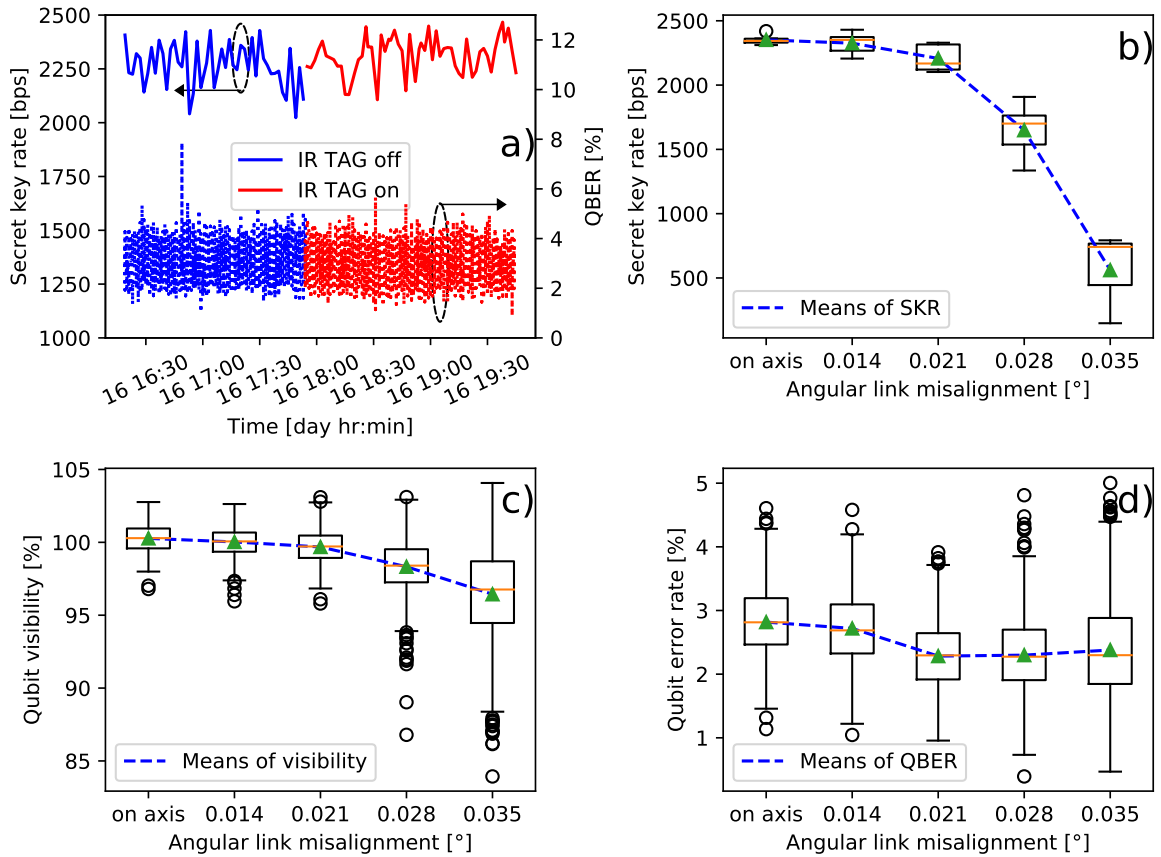 2500
2250
2000
1750
1500
1250
1000
Secret key rate [bps]
12
10
8
6
4
2
0
QBER [%]
a)
IR TAG off
IR TAG on
16 16:30
16 17:00
16 17:30
16 18:00
16 18:30
16 19:00
16 19:30
Time [day hr:min]
2500
2000
1500
1000
500
Secret key rate [bps]
b)
Means of SKR
on axis 0.014 0.021 0.028 0.035
Angular link misalignment [°]
105
100
95
90
85
Qubit visibility [%]
c)
Means of visibility
on axis 0.014 0.021 0.028 0.035
Angular link misalignment [°]
5
4
3
2
1
Qubit error rate [%]
d)
Means of QBER
on axis 0.014 0.021 0.028 0.035
Angular link misalignment [°]